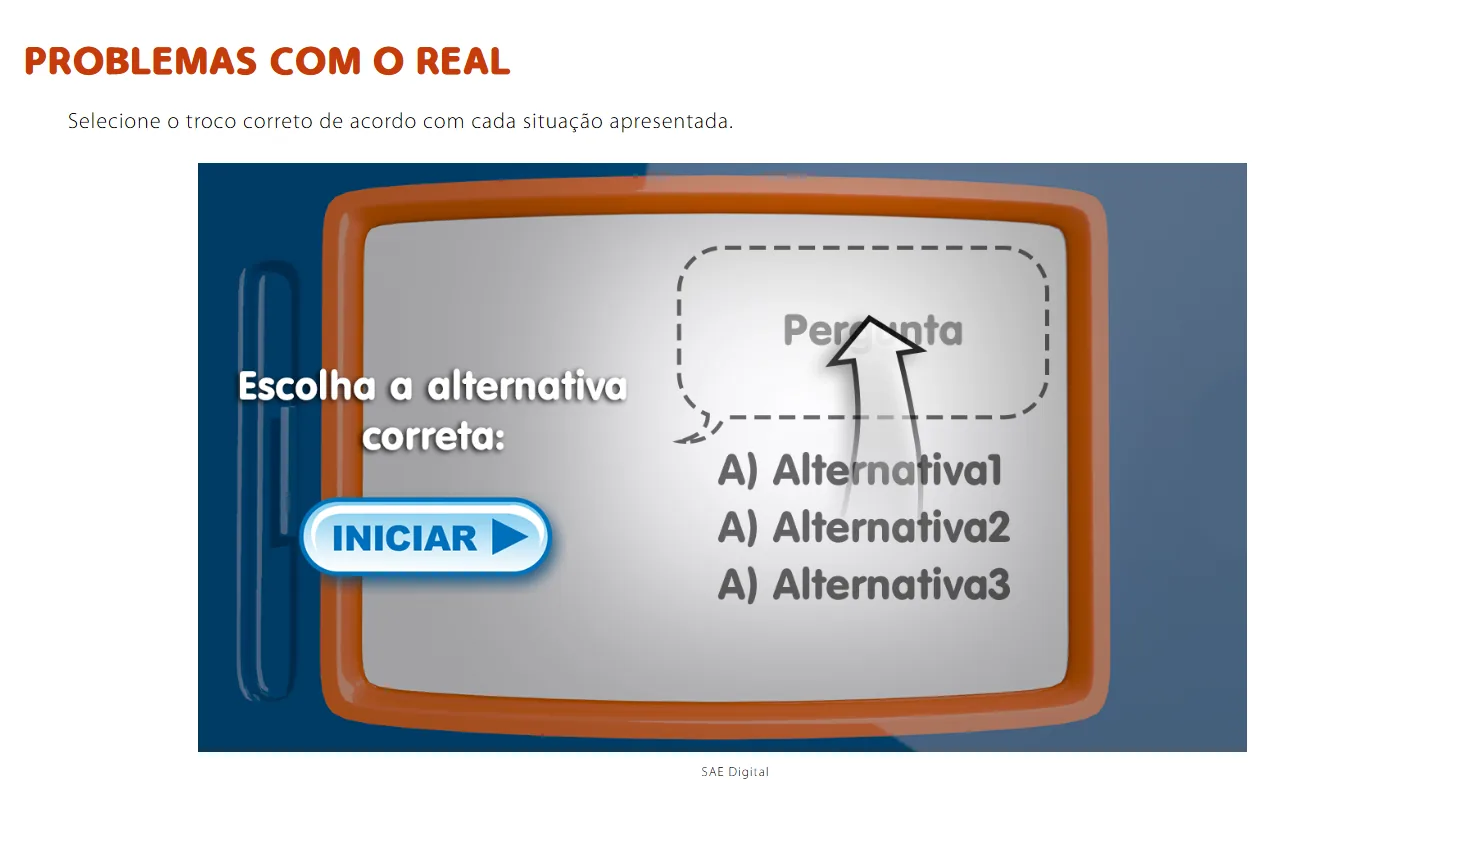 PROBLEMAS COM O REAL
Selecione o troco correto de acordo com cada situação apresentada.
Escolha a alternativa
correta:
INICIAR
Pergunta
A) Alternativa1
A) Alternativa2
A) Alternativa3
SAE Digital